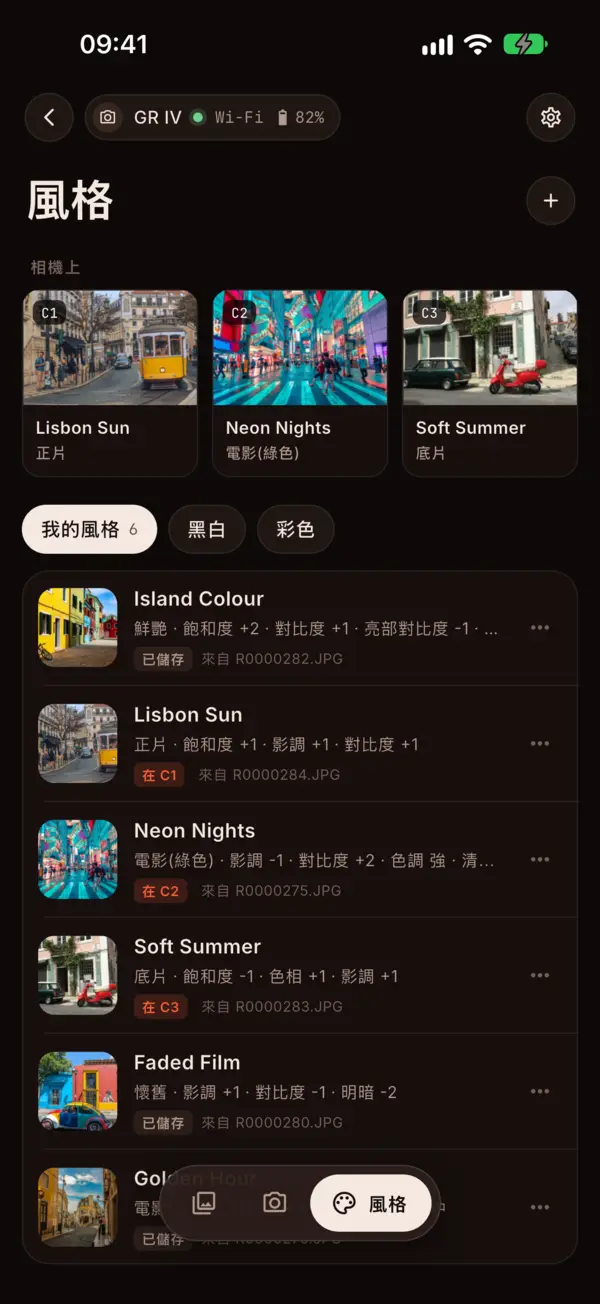 09:41
GR IV Wi-Fi 82%
風格
相機上
C1
C2
C3
Lisbon Sun
正片
Neon Nights
電影(綠色)
Soft Summer
底片
我的風格 6
黑白
彩色
Island Colour
鮮艷 · 飽和度 +2 · 對比度 +1 · 亮部對比度 -1 · ...
已儲存 來自 R0000282.JPG
Lisbon Sun
正片 · 飽和度 +1 · 影調 +1 · 對比度 +1
在 C1 來自 R0000284.JPG
Neon Nights
電影(綠色) · 影調 -1 · 對比度 +2 · 色調 強 · 清...
在 C2 來自 R0000275.JPG
Soft Summer
底片 · 飽和度 -1 · 色相 +1 · 影調 +1
在 C3 來自 R0000283.JPG
Faded Film
懷舊 · 影調 +1 · 對比度 -1 · 明暗 -2
已儲存 來自 R0000280.JPG
Golden Hour
電影
已儲存
風格